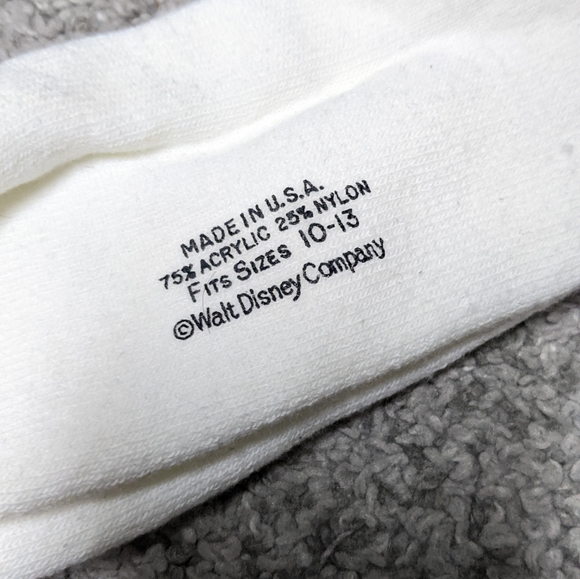 MADE IN U.S.A.
75% ACRYLIC 25% NYLON
FITS SIZES 10-13
©Walt Disney Company